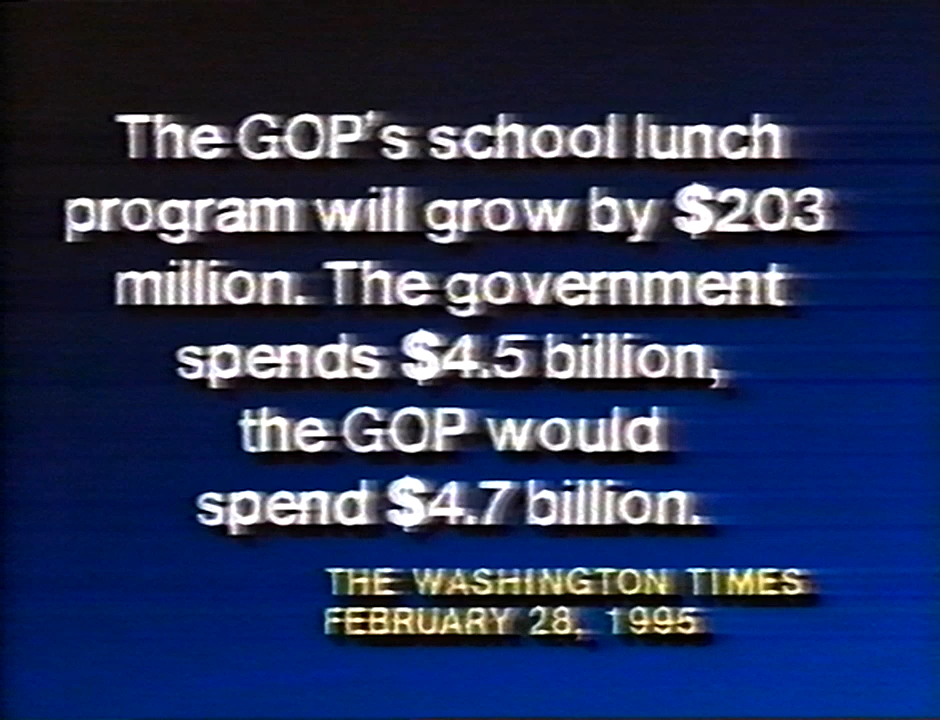 The GOP's school lunch
program will grow by $203
million. The government
spends $4.5 billion,
the GOP would
spend $4.7 billion.
THE WASHINGTON TIMES
FEBRUARY 28, 1995